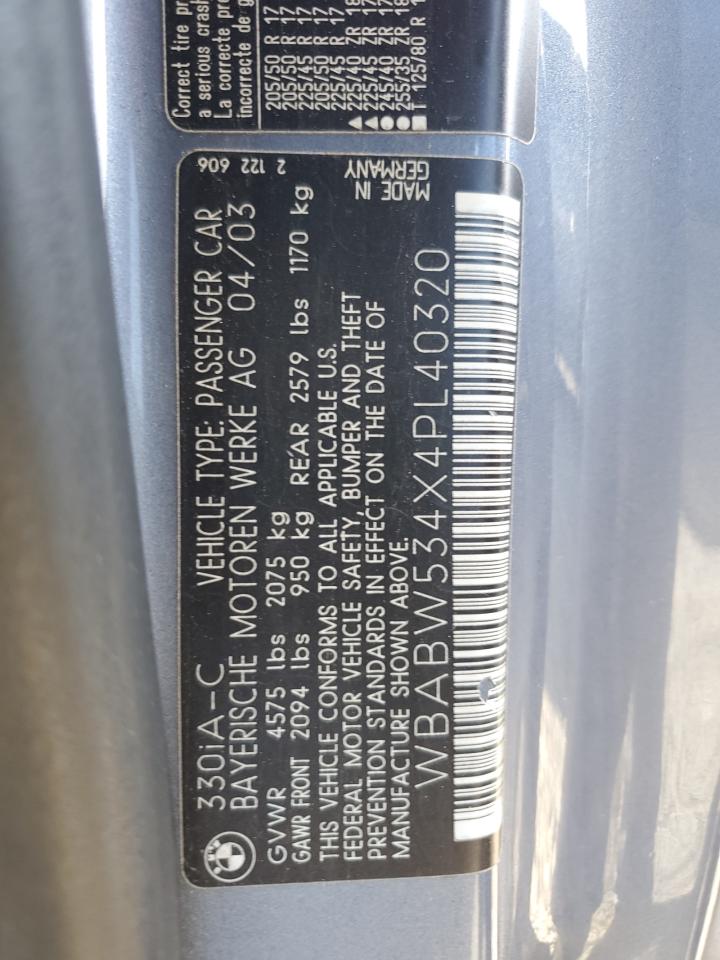 330iA-C VEHICLE TYPE: PASSENGER CAR
BAYERISCHE MOTOREN WERKE AG 04/03
GVWR 4575 lbs 2075 kg
GAWR FRONT 2094 lbs 950 kg REAR 2579 lbs 1170 kg
THIS VEHICLE CONFORMS TO ALL APPLICABLE U.S.
FEDERAL MOTOR VEHICLE SAFETY, BUMPER AND THEFT
PREVENTION STANDARDS IN EFFECT ON THE DATE OF
MANUFACTURE SHOWN ABOVE.
WBABW534X4PL40320
2 122 606
MADE IN
GERMANY
Correct tire pr
a serious crash
La correcte pre
incorrecte de g
205/50 R 17
205/50 R 17
225/45 R 17
205/50 R 17
225/45 R 17
225/40 ZR 18
225/45 ZR 17
245/40 ZR 17
255/35 ZR 18
T 125/80 R 1